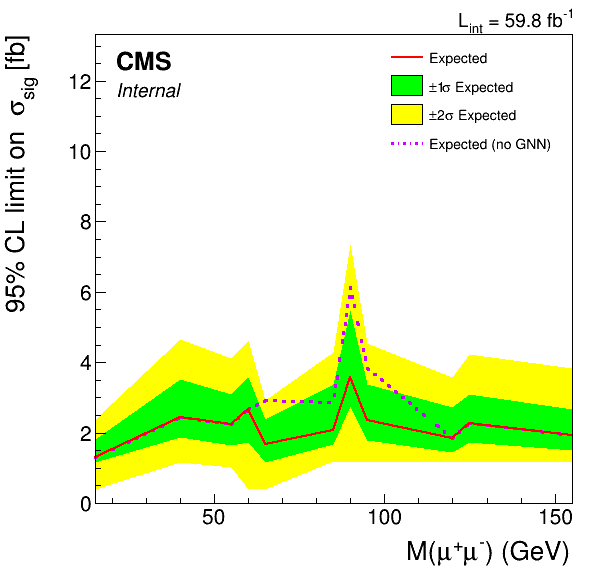 L_int = 59.8 fb⁻¹
CMS
Internal
Expected
±1σ Expected
±2σ Expected
Expected (no GNN)
95% CL limit on σ_sig [fb]
12
10
8
6
4
2
0
50
100
150
M(μ⁺μ⁻) (GeV)